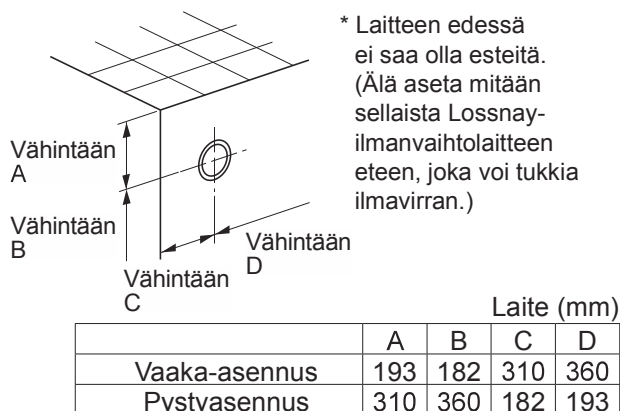 * Laitteen edessä
ei saa olla esteitä.
(Älä aseta mitään
sellaista Lossnay-
ilmanvaihtolaitteen
eteen, joka voi tukkia
ilmavirran.)
Vähintään
A
Vähintään
B
Vähintään
C
Vähintään
D
Laite (mm)
A B C D
Vaaka-asennus 193 182 310 360
Pystyasennus 310 360 182 193